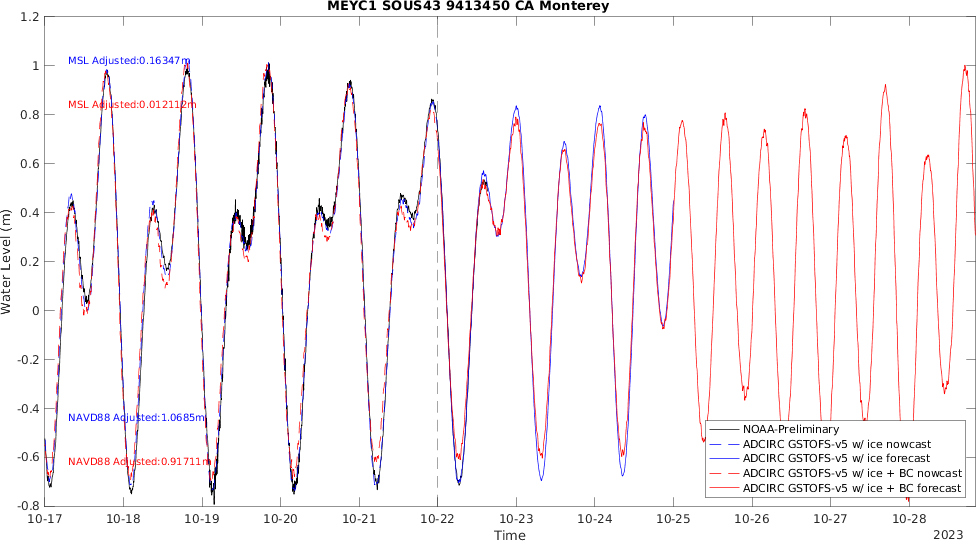 MEYC1 SOUS43 9413450 CA Monterey
1.2
1
0.8
0.6
0.4
0.2
0
-0.2
-0.4
-0.6
-0.8
Water Level (m)
MSL Adjusted:0.16347m
MSL Adjusted:0.012112m
NAVD88 Adjusted:1.0685m
NAVD88 Adjusted:0.91711m
NOAA-Preliminary
ADCIRC GSTOFS-v5 w/ ice nowcast
ADCIRC GSTOFS-v5 w/ ice forecast
ADCIRC GSTOFS-v5 w/ ice + BC nowcast
ADCIRC GSTOFS-v5 w/ ice + BC forecast
10-17 10-18 10-19 10-20 10-21 10-22 10-23 10-24 10-25 10-26 10-27 10-28
Time
2023